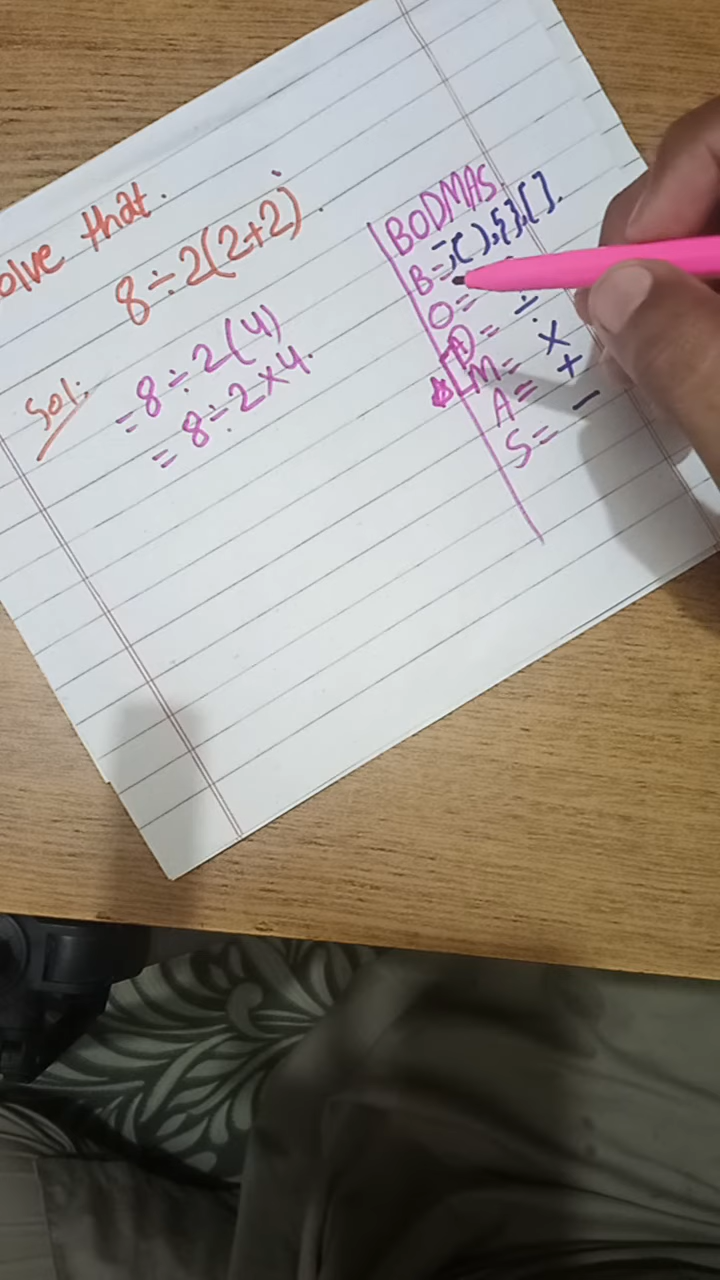 olve that.
8÷2(2+2).
Sol.
= 8÷2(4)
= 8÷2×4.
BODMAS
B= –,( ),{ },[ ].
O=
D= ÷
M= ×
A= +
S= –